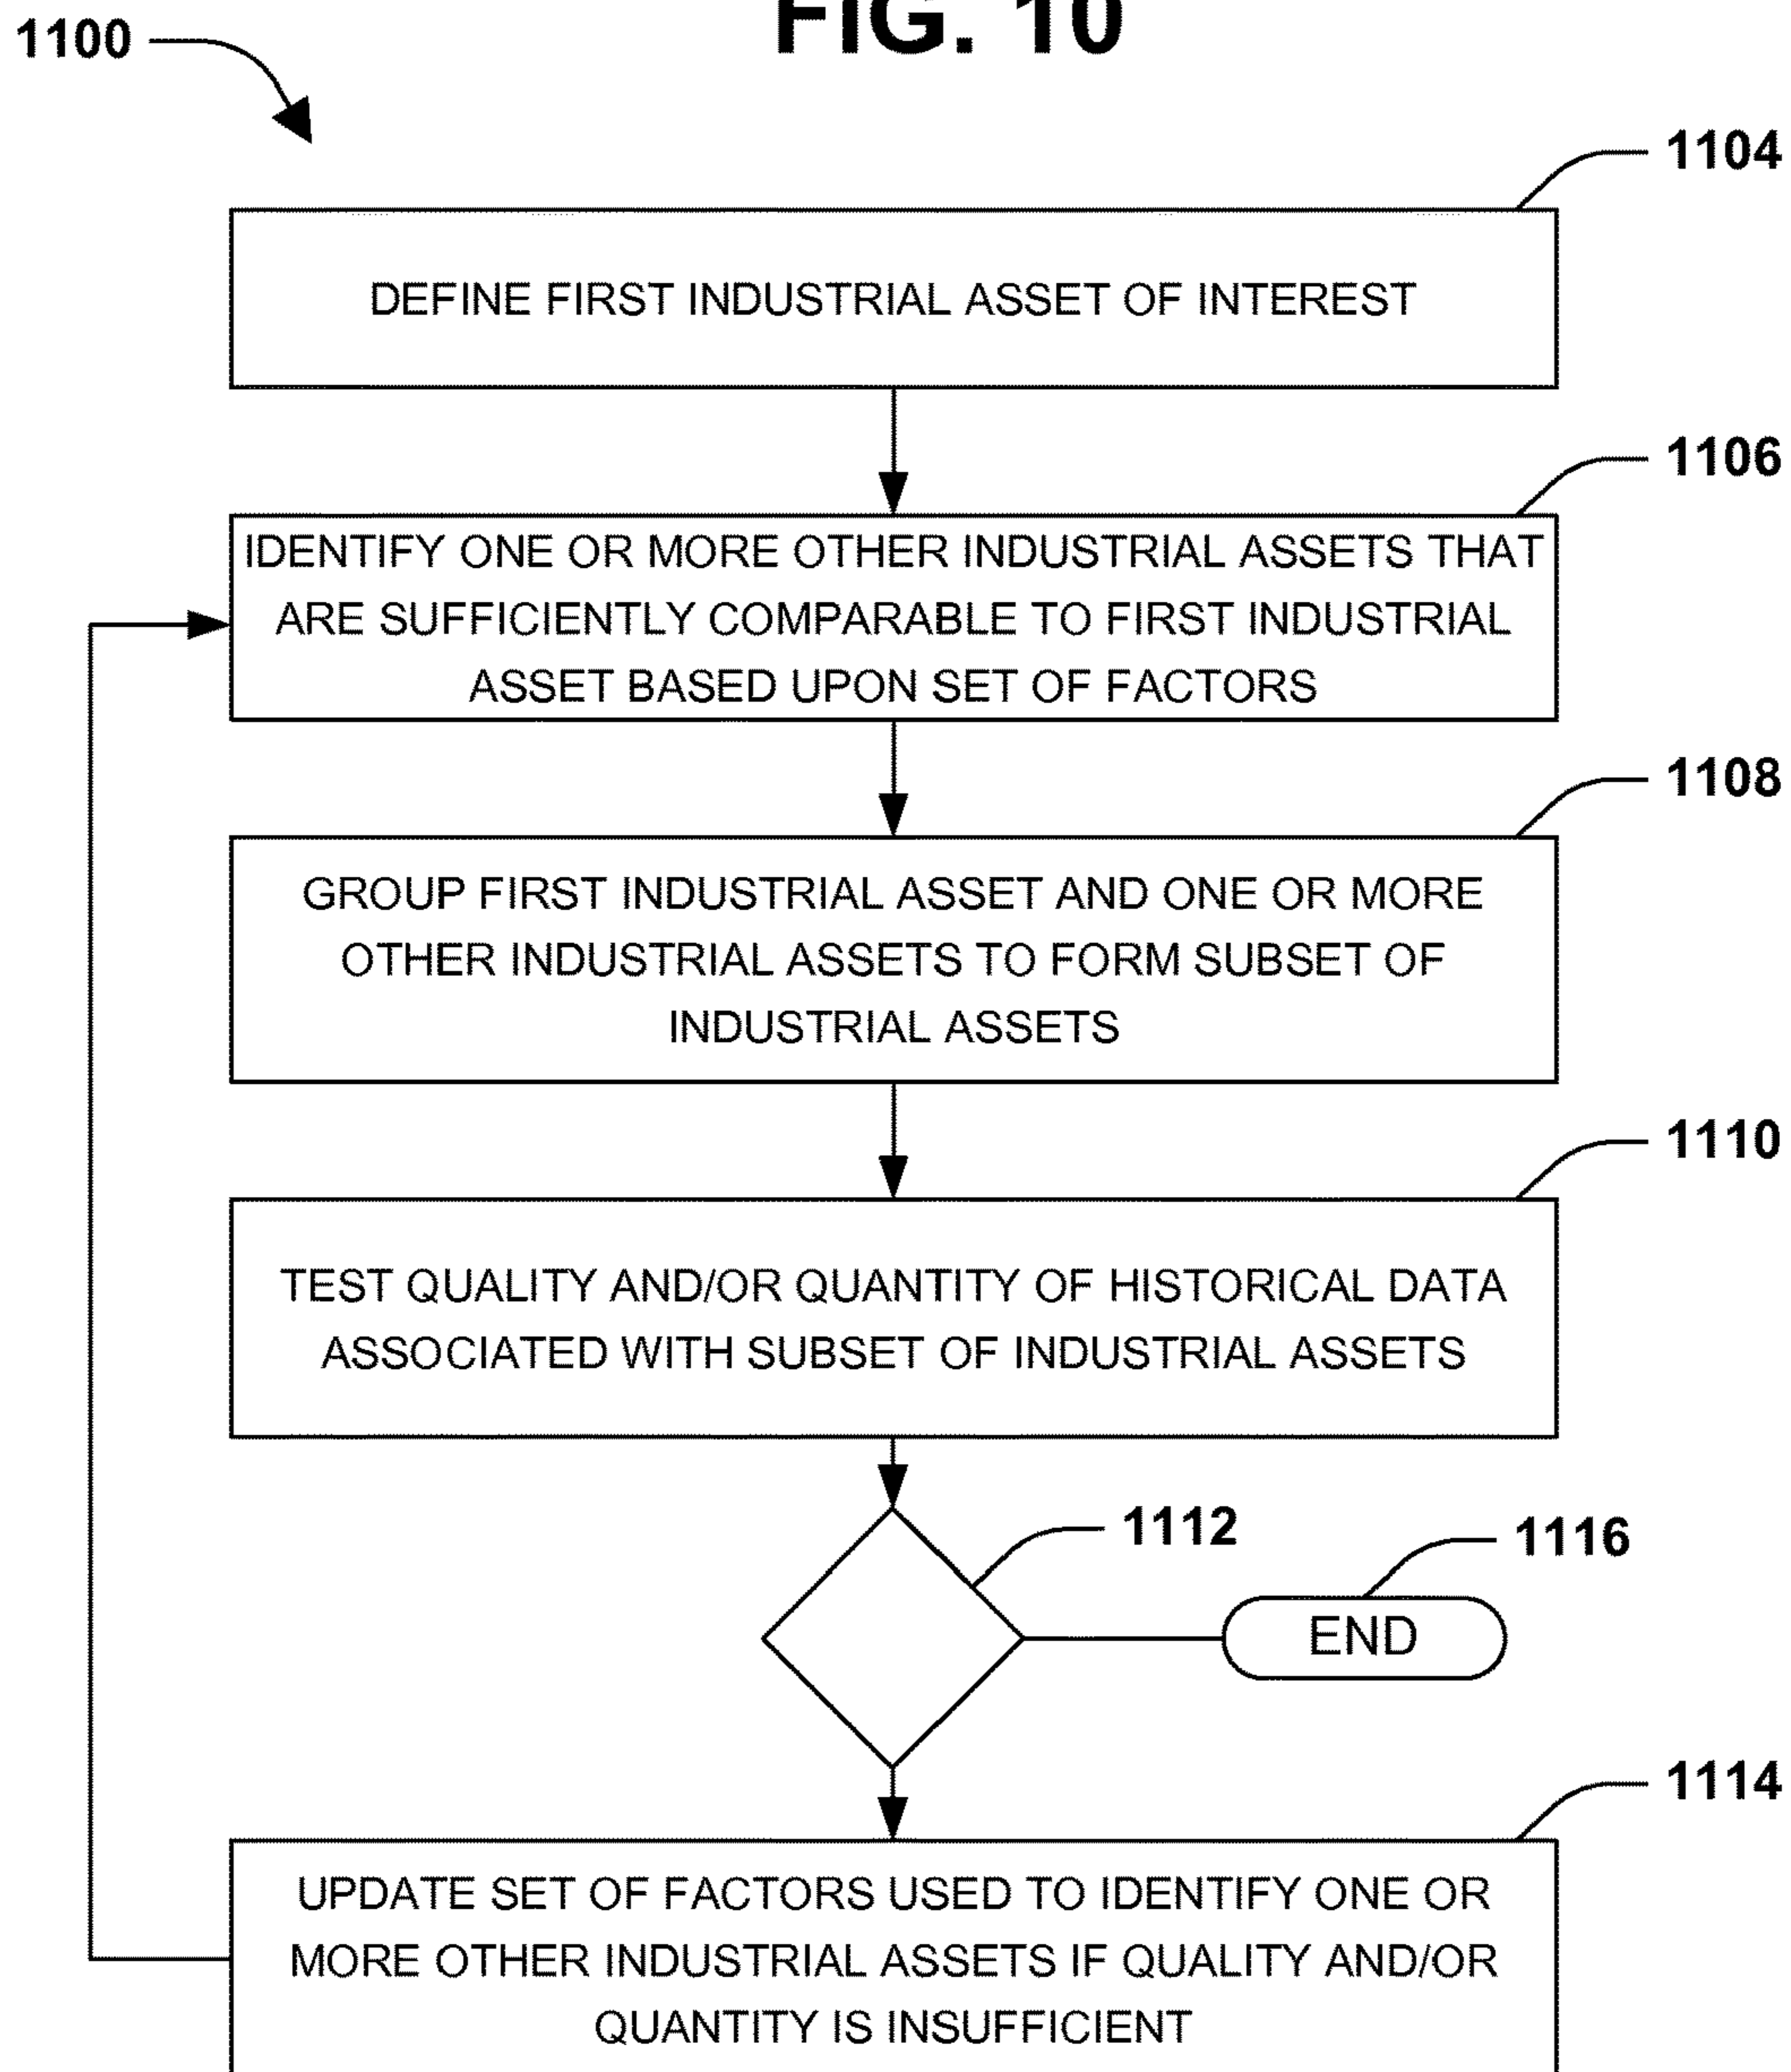 FIG. 10
1100
1104
DEFINE FIRST INDUSTRIAL ASSET OF INTEREST
1106
IDENTIFY ONE OR MORE OTHER INDUSTRIAL ASSETS THAT
ARE SUFFICIENTLY COMPARABLE TO FIRST INDUSTRIAL
ASSET BASED UPON SET OF FACTORS
1108
GROUP FIRST INDUSTRIAL ASSET AND ONE OR MORE
OTHER INDUSTRIAL ASSETS TO FORM SUBSET OF
INDUSTRIAL ASSETS
1110
TEST QUALITY AND/OR QUANTITY OF HISTORICAL DATA
ASSOCIATED WITH SUBSET OF INDUSTRIAL ASSETS
1112
1116
END
1114
UPDATE SET OF FACTORS USED TO IDENTIFY ONE OR
MORE OTHER INDUSTRIAL ASSETS IF QUALITY AND/OR
QUANTITY IS INSUFFICIENT